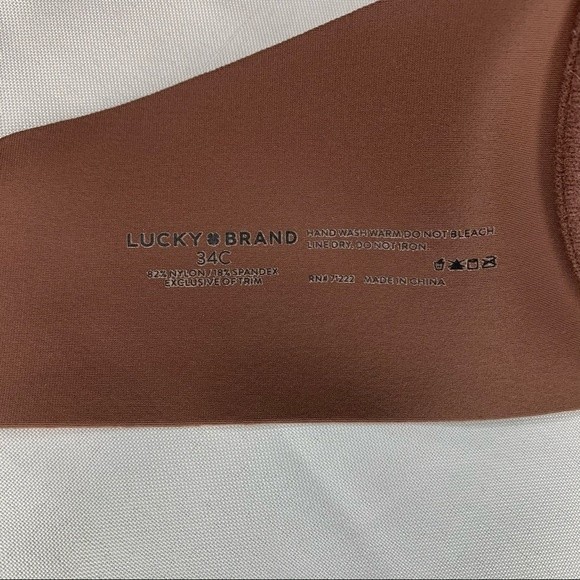 LUCKY BRAND
34C
82% NYLON / 18% SPANDEX
EXCLUSIVE OF TRIM
HAND WASH WARM. DO NOT BLEACH.
LINE DRY. DO NOT IRON.
RN# 
MADE IN CHINA